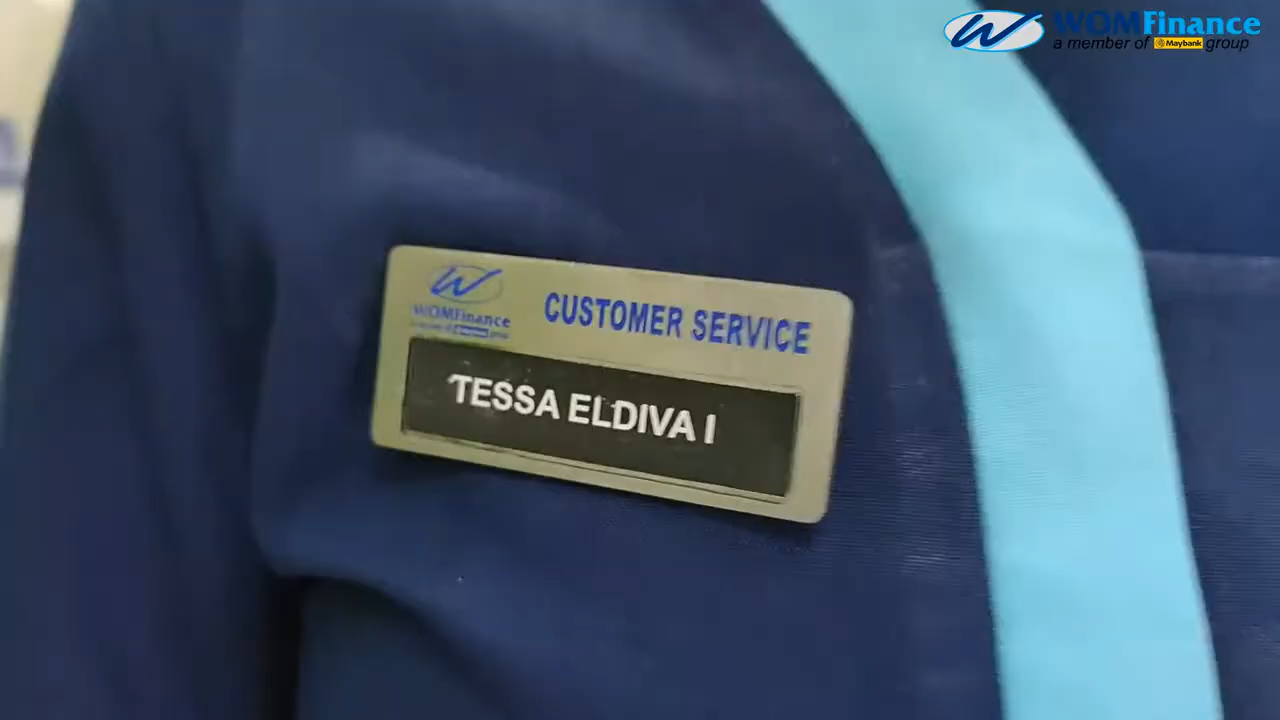 WOMFinance
a member of Maybank group
WOMFinance
CUSTOMER SERVICE
TESSA ELDIVA I